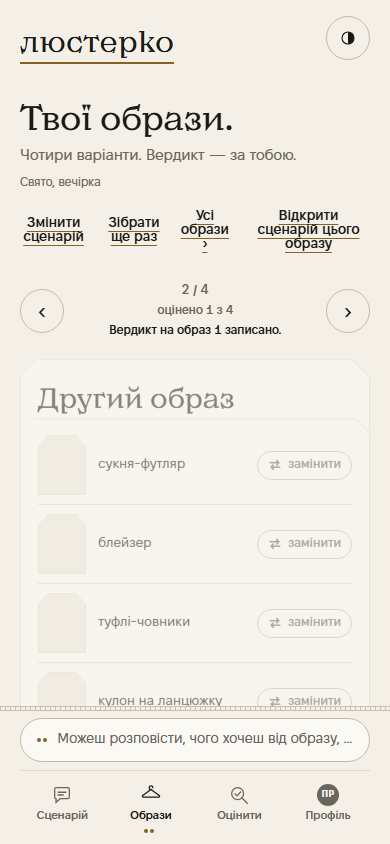 люстерко
Твої образи.
Чотири варіанти. Вердикт — за тобою.
Свято, вечірка
Змінити
сценарій
Зібрати
ще раз
Усі
образи
›
Відкрити
сценарій цього
образу
‹
2 / 4
оцінено 1 з 4
Вердикт на образ 1 записано.
›
Другий образ
сукня-футляр
замінити
блейзер
замінити
туфлі-човники
замінити
кулон на ланцюжку
замінити
Можеш розповісти, чого хочеш від образу, ...
Сценарій
Образи
Оцінити
ПР
Профіль